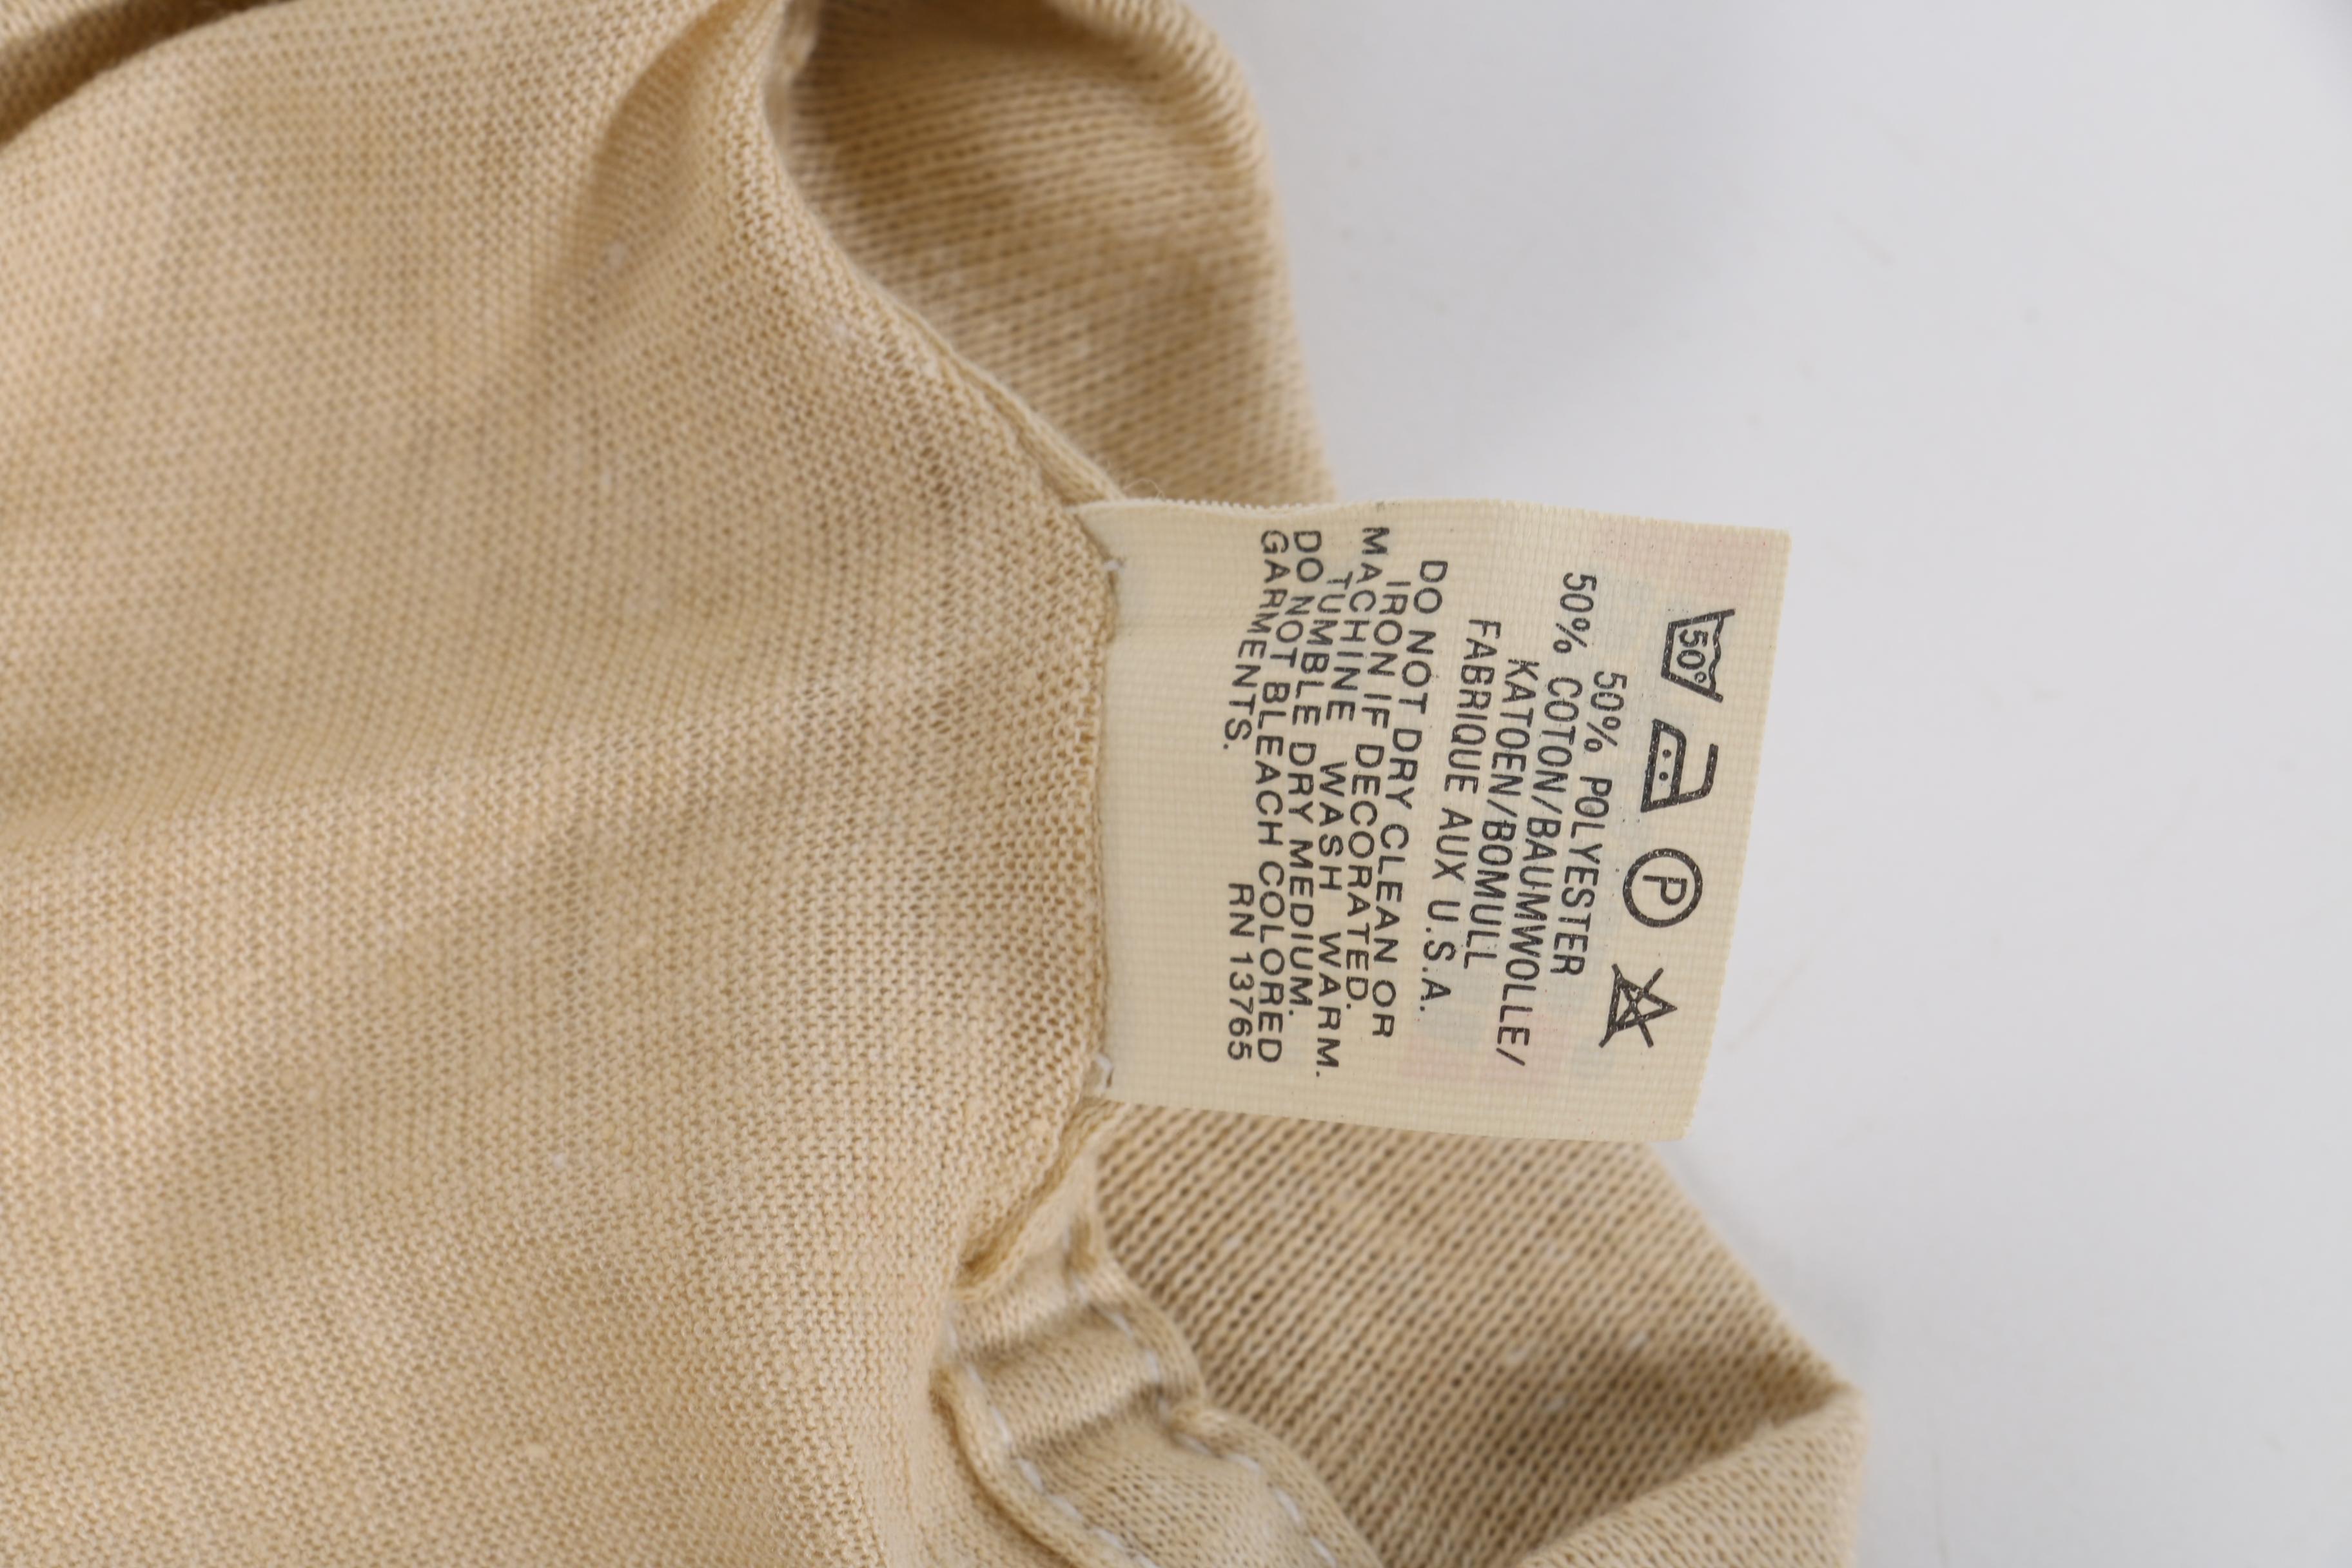 50°
P
50% POLYESTER
50% COTON/BAUMWOLLE/
KATOEN/BOMULL
FABRIQUE AUX U.S.A.
DO NOT DRY CLEAN OR
IRON IF DECORATED.
MACHINE WASH WARM.
TUMBLE DRY MEDIUM.
DO NOT BLEACH COLORED
GARMENTS. RN 13765